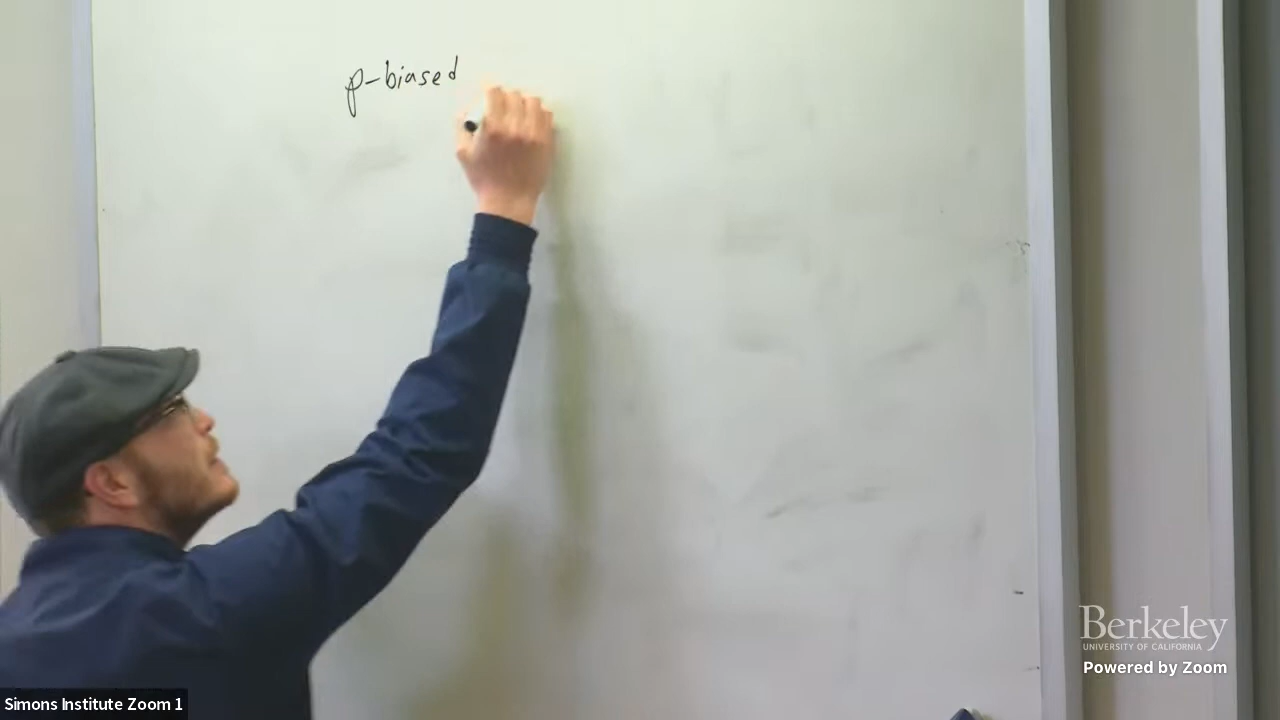 p-biased
Berkeley
UNIVERSITY OF CALIFORNIA
Powered by Zoom
Simons Institute Zoom 1